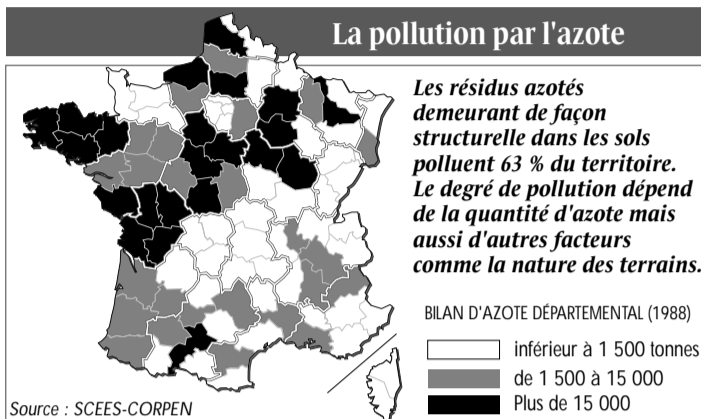 La pollution par l'azote
Les résidus azotés
demeurant de façon
structurelle dans les sols
polluent 63 % du territoire.
Le degré de pollution dépend
de la quantité d'azote mais
aussi d'autres facteurs
comme la nature des terrains.
BILAN D'AZOTE DÉPARTEMENTAL (1988)
inférieur à 1 500 tonnes
de 1 500 à 15 000
Plus de 15 000
Source : SCEES-CORPEN